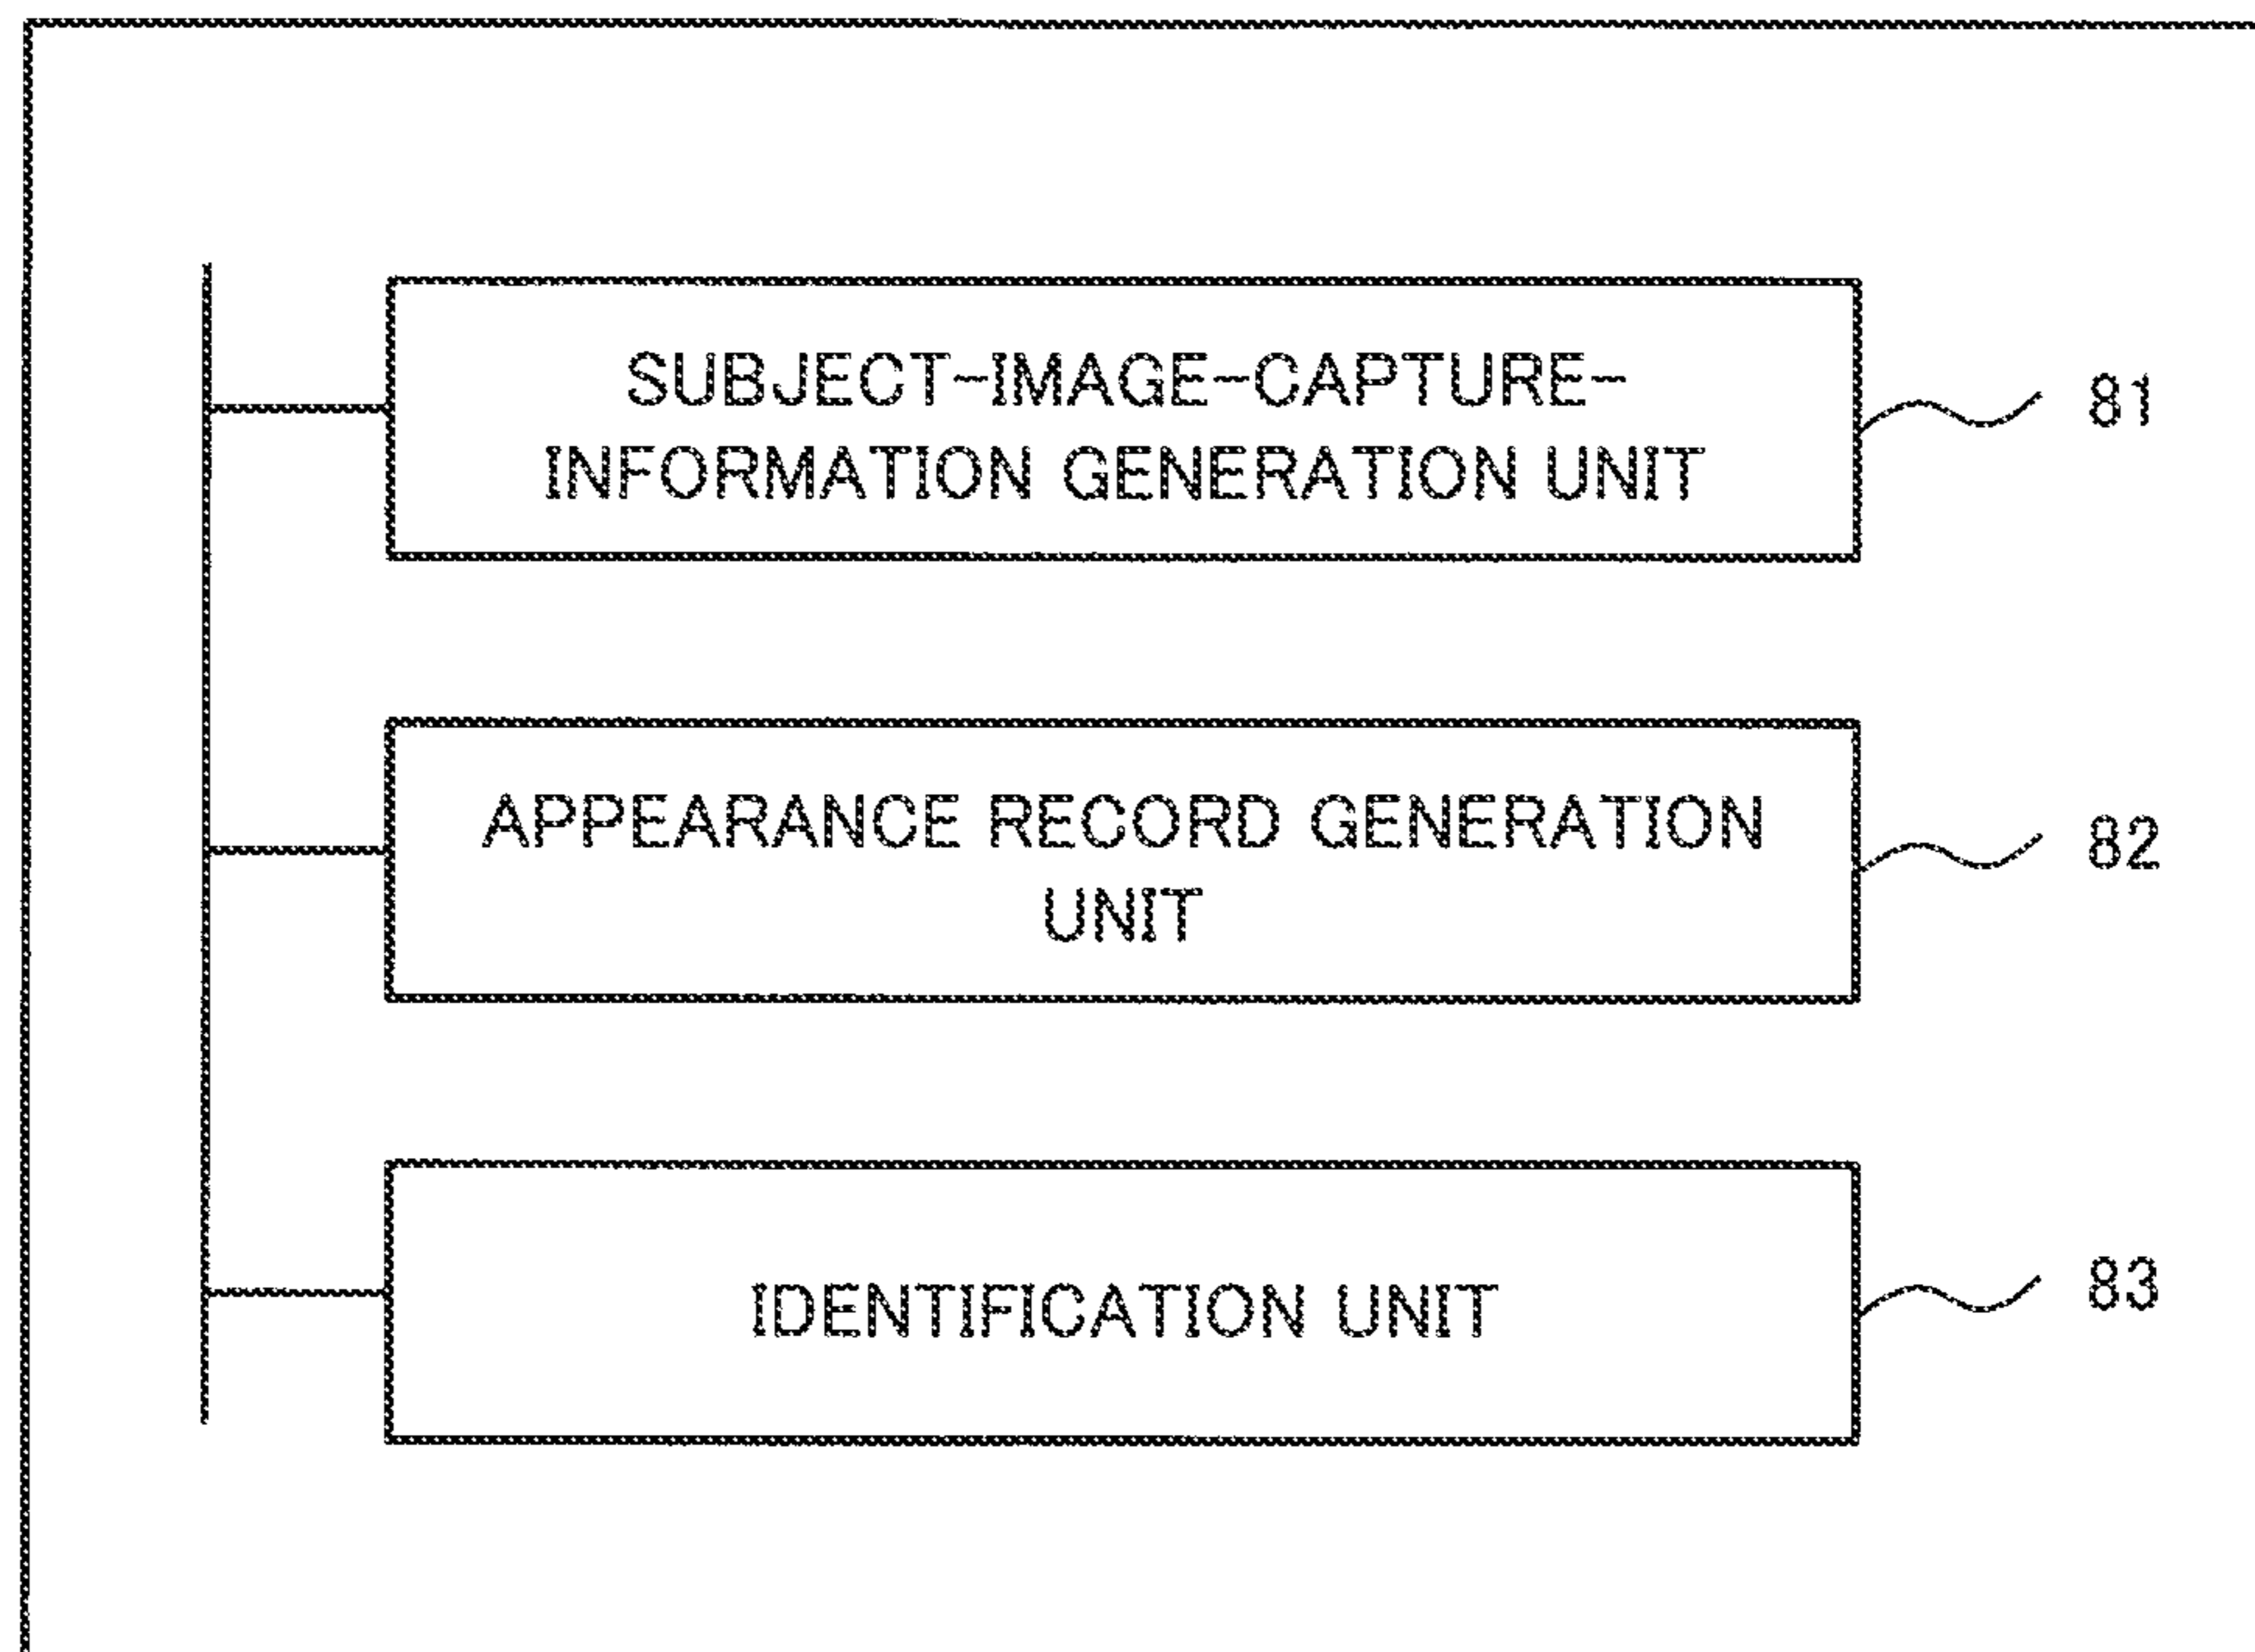 SUBJECT-IMAGE-CAPTURE-
INFORMATION GENERATION UNIT
81
APPEARANCE RECORD GENERATION
UNIT
82
IDENTIFICATION UNIT
83